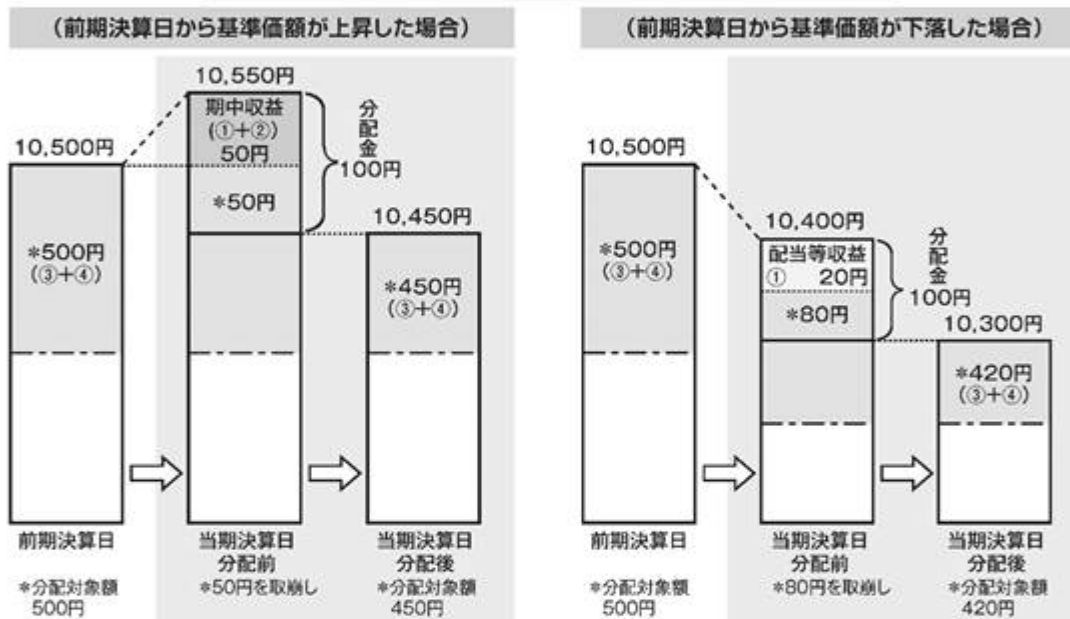 (前期決算日から基準価額が上昇した場合)
10,550円
期中収益
(①+②)
50円
*50円
分配金
100円
10,500円
*500円
(③+④)
10,450円
*450円
(③+④)
前期決算日
*分配対象額
500円
当期決算日
分配前
*50円を取崩し
当期決算日
分配後
*分配対象額
450円
(前期決算日から基準価額が下落した場合)
10,500円
*500円
(③+④)
10,400円
配当等収益
① 20円
*80円
分配金
100円
10,300円
*420円
(③+④)
前期決算日
*分配対象額
500円
当期決算日
分配前
*80円を取崩し
当期決算日
分配後
*分配対象額
420円